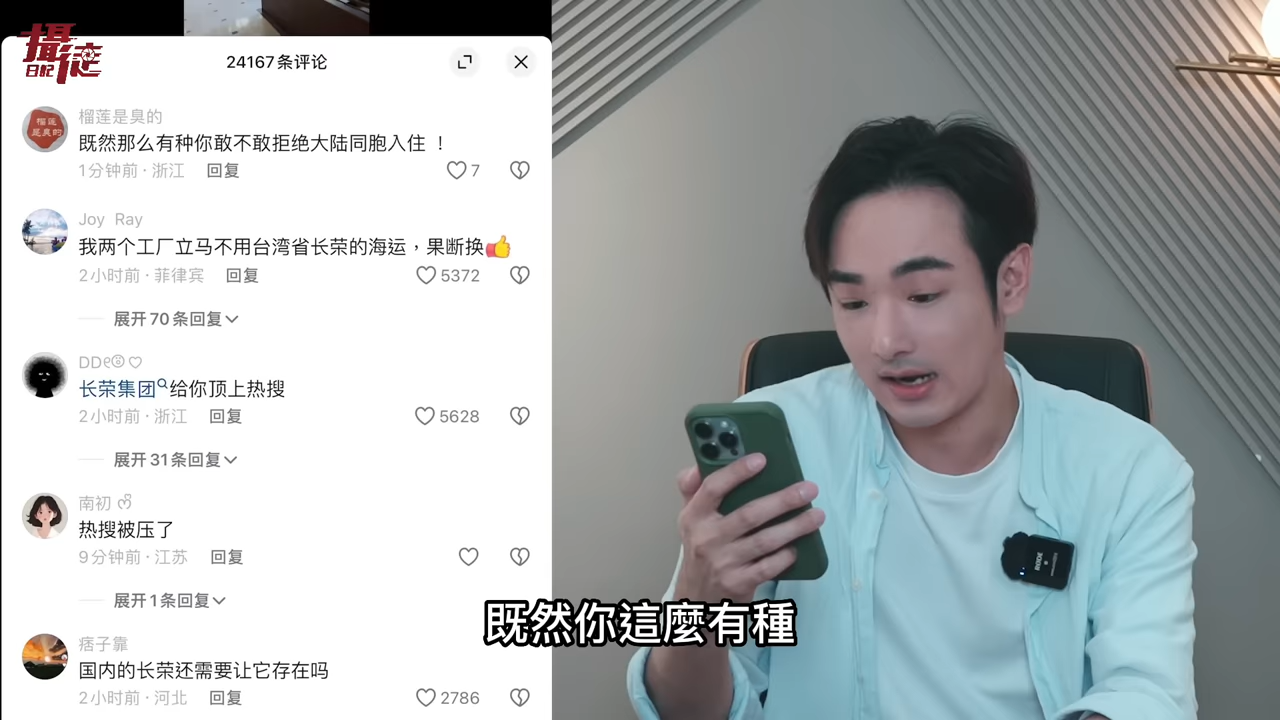 攝徒
日記
24167条评论
榴莲
是臭的
榴莲是臭的
既然那么有种你敢不敢拒绝大陆同胞入住 ！
1分钟前 · 浙江 回复 7
Joy Ray
我两个工厂立马不用台湾省长荣的海运，果断换👍
2小时前 · 菲律宾 回复 5372
展开70条回复
DD
长荣集团给你顶上热搜
2小时前 · 浙江 回复 5628
展开31条回复
南初
热搜被压了
9分钟前 · 江苏 回复
展开1条回复
RODE
既然你這麼有種
痞子靠
国内的长荣还需要让它存在吗
2小时前 · 河北 回复 2786